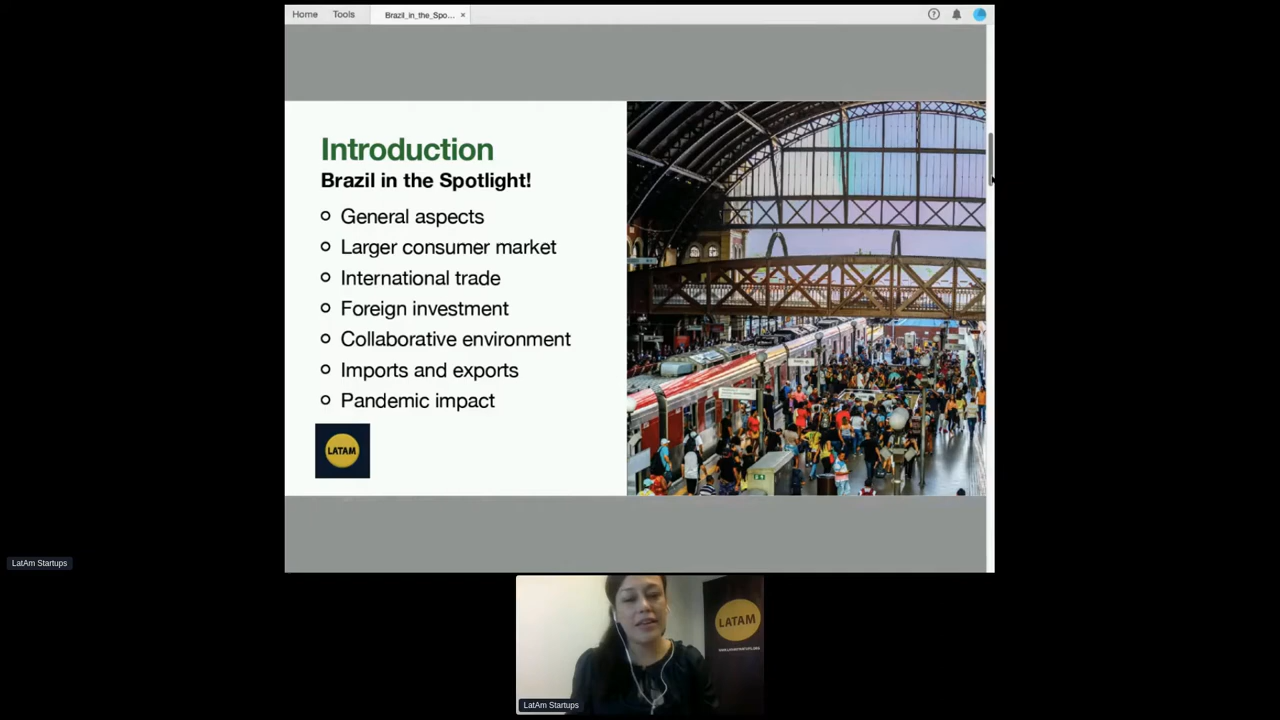 Home Tools Brazil_in_the_Spo... ×
Introduction
Brazil in the Spotlight!
General aspects
Larger consumer market
International trade
Foreign investment
Collaborative environment
Imports and exports
Pandemic impact
LATAM
LatAm Startups
LATAM
LatAm Startups